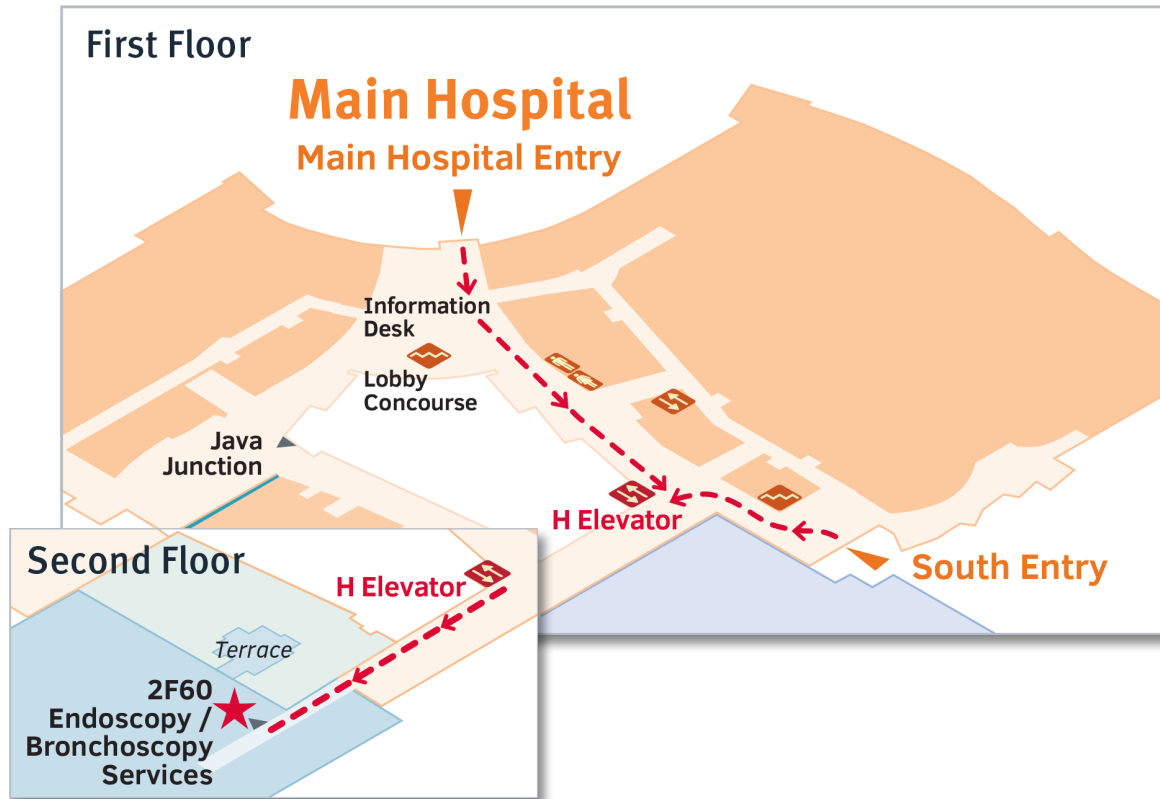 First Floor
Main Hospital
Main Hospital Entry
Information
Desk
Lobby
Concourse
Java
Junction
H Elevator
South Entry
Second Floor
H Elevator
Terrace
2F60
Endoscopy /
Bronchoscopy
Services